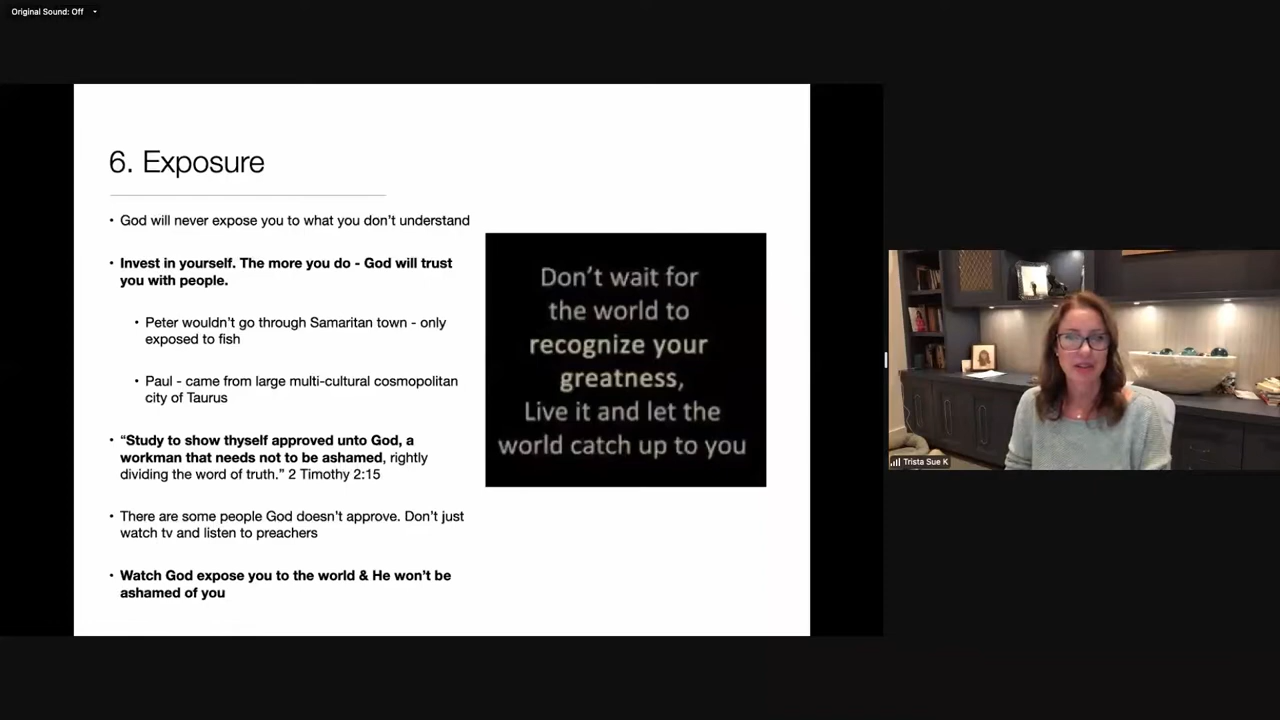 Original Sound: Off
6. Exposure
• God will never expose you to what you don’t understand
• Invest in yourself. The more you do - God will trust
you with people.
• Peter wouldn’t go through Samaritan town - only
exposed to fish
• Paul - came from large multi-cultural cosmopolitan
city of Taurus
• “Study to show thyself approved unto God, a
workman that needs not to be ashamed, rightly
dividing the word of truth.” 2 Timothy 2:15
• There are some people God doesn’t approve. Don’t just
watch tv and listen to preachers
• Watch God expose you to the world & He won’t be
ashamed of you
Don’t wait for
the world to
recognize your
greatness,
Live it and let the
world catch up to you
Trista Sue K